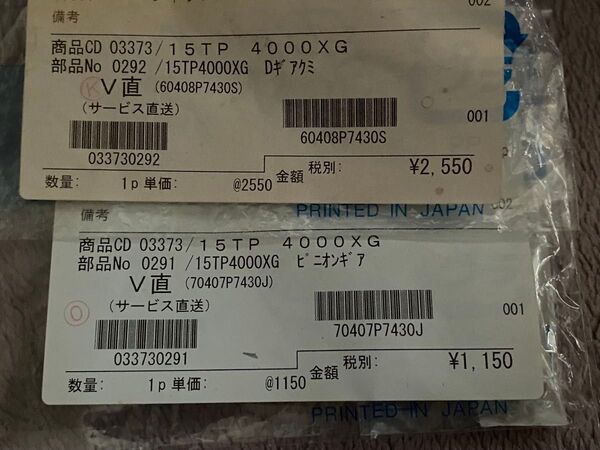 002
備考
商品CD 03373/15TP 4000XG
部品No 0292 /15TP4000XG Dｷﾞｱクミ
K V直 (60408P7430S)
(サービス直送)
001
033730292
60408P7430S
数量: 1p 単価: @2550 金額 税別: ¥2,550
備考
PRINTED IN JAPAN
002
商品CD 03373/15TP 4000XG
部品No 0291 /15TP4000XG ﾋﾟﾆオンｷﾞア
V直 (70407P7430J)
O (サービス直送)
001
033730291
70407P7430J
数量: 1p 単価: @1150 金額 税別: ¥1,150
PRINTED IN JAPAN